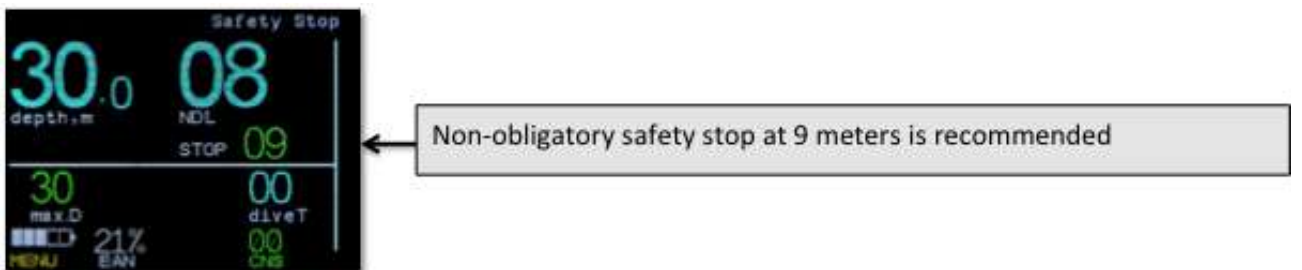 Safety Stop
30.0 08
depth.m NDL
STOP 09
Non-obligatory safety stop at 9 meters is recommended
30 00
max.D diveT
21% 00
MENU EAN CNS